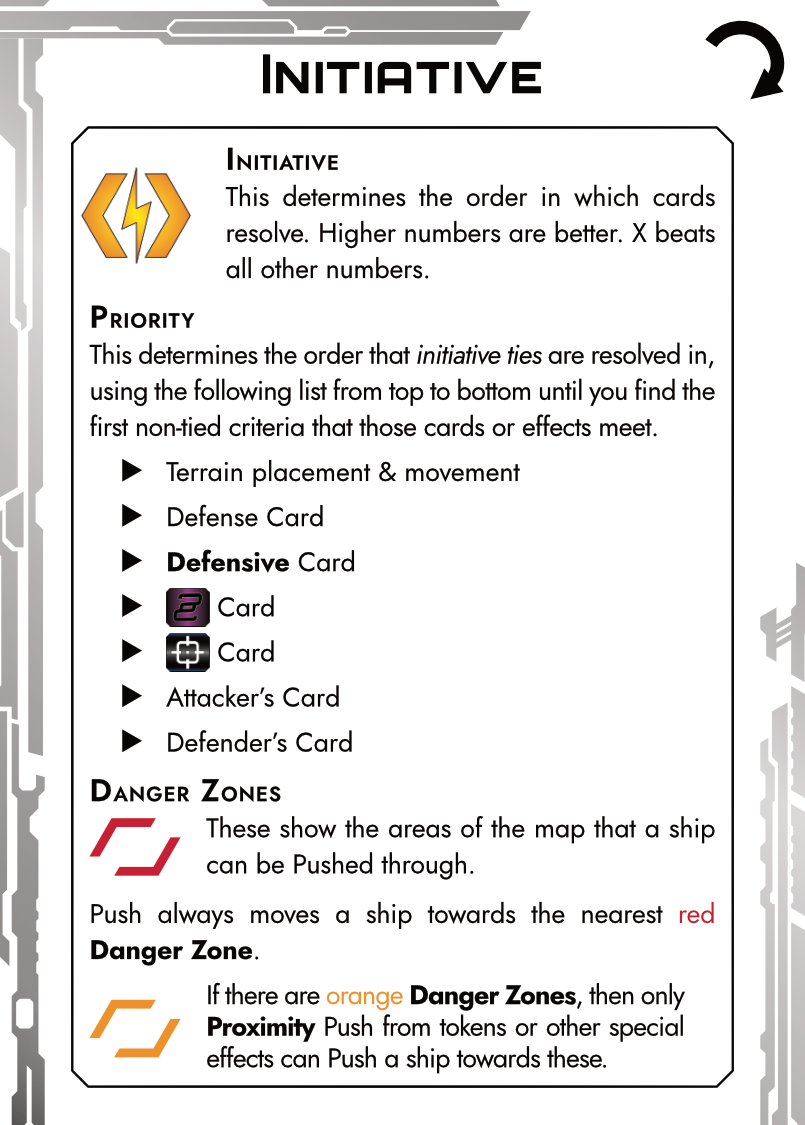 Initiative
Initiative
This determines the order in which cards
resolve. Higher numbers are better. X beats
all other numbers.
Priority
This determines the order that initiative ties are resolved in,
using the following list from top to bottom until you find the
first non-tied criteria that those cards or effects meet.
▶ Terrain placement & movement
▶ Defense Card
▶ Defensive Card
▶ Card
▶ Card
▶ Attacker’s Card
▶ Defender’s Card
Danger Zones
These show the areas of the map that a ship
can be Pushed through.
Push always moves a ship towards the nearest red
Danger Zone.
If there are orange Danger Zones, then only
Proximity Push from tokens or other special
effects can Push a ship towards these.